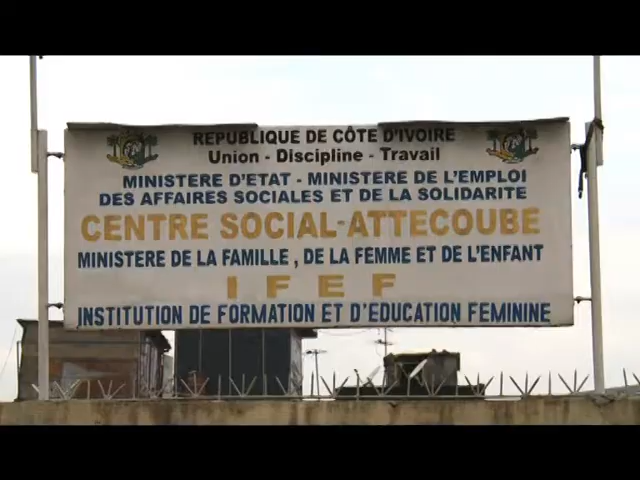 REPUBLIQUE DE CÔTE D'IVOIRE
Union - Discipline - Travail
MINISTERE D'ETAT - MINISTERE DE L'EMPLOI
DES AFFAIRES SOCIALES ET DE LA SOLIDARITE
CENTRE SOCIAL-ATTECOUBE
MINISTERE DE LA FAMILLE , DE LA FEMME ET DE L'ENFANT
I F E F
INSTITUTION DE FORMATION ET D'EDUCATION FEMININE